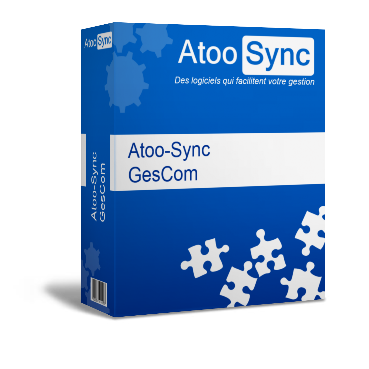 Atoo Sync
Des logiciels qui facilitent votre gestion
Atoo-Sync
GesCom
Atoo Sync
Atoo-Sync
GesCom